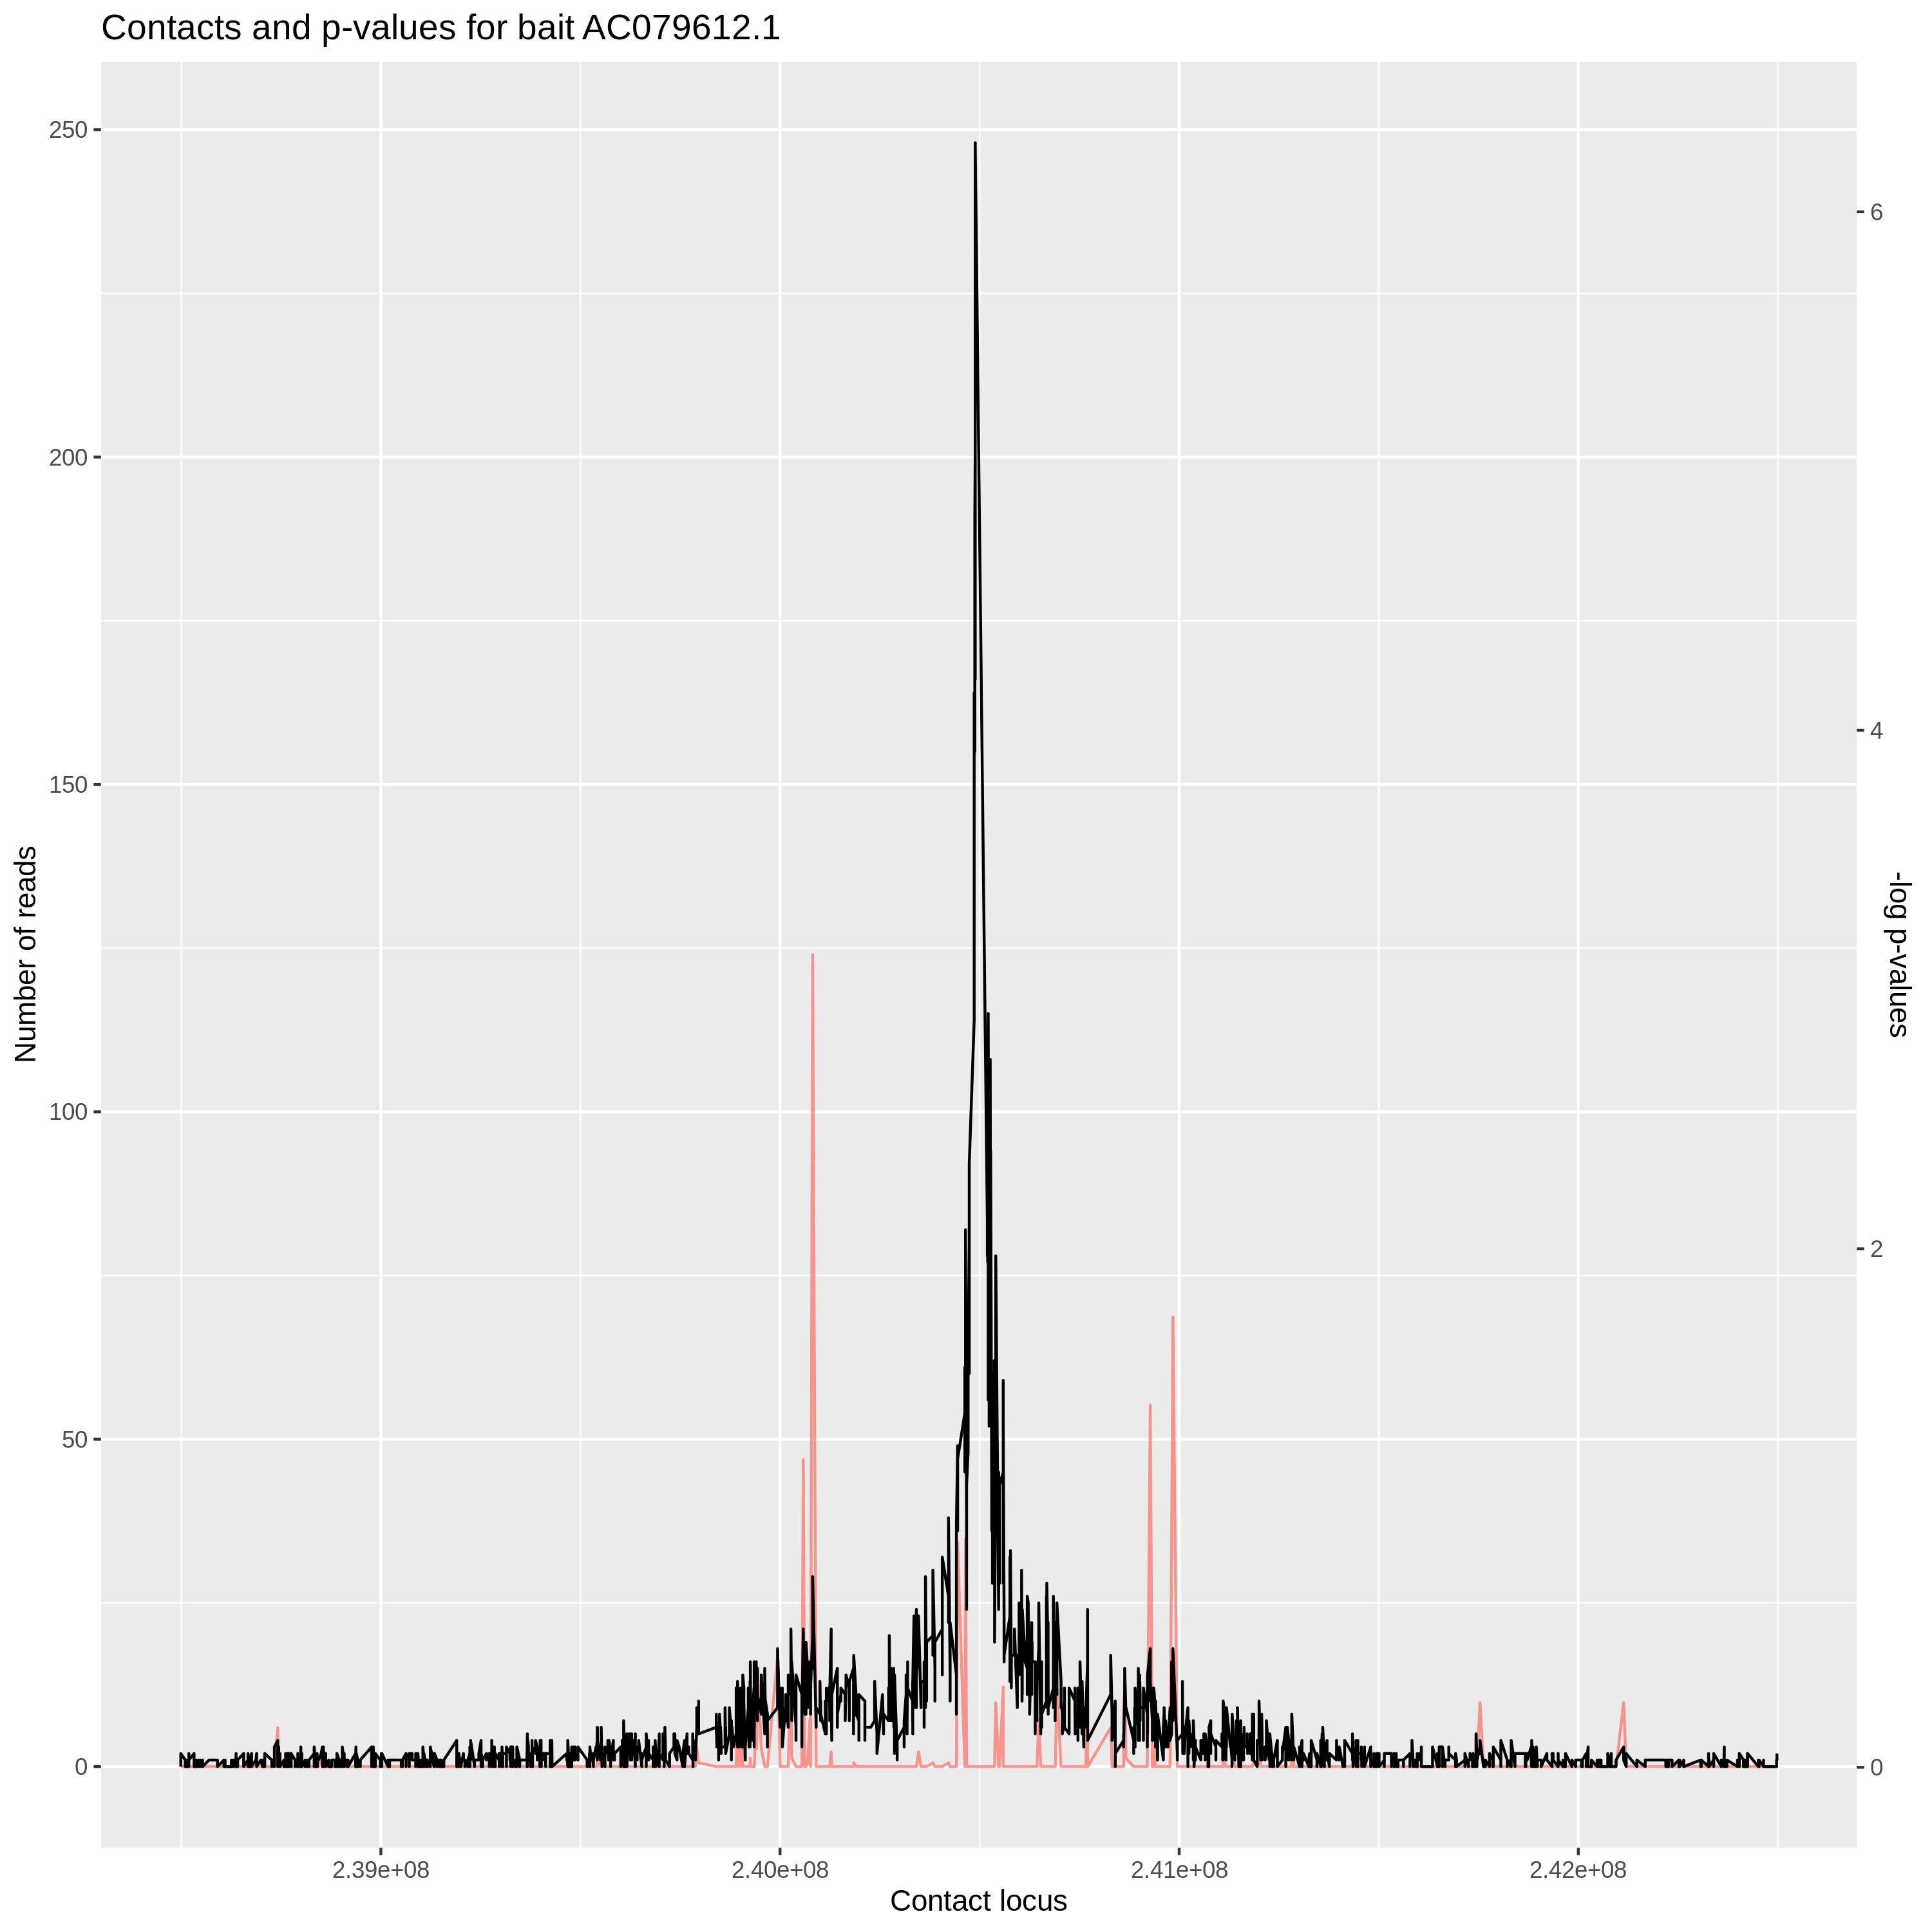 Contacts and p-values for bait AC079612.1
250
200
150
100
50
0
Number of reads
6
4
2
0
-log p-values
2.39e+08
2.40e+08
2.41e+08
2.42e+08
Contact locus